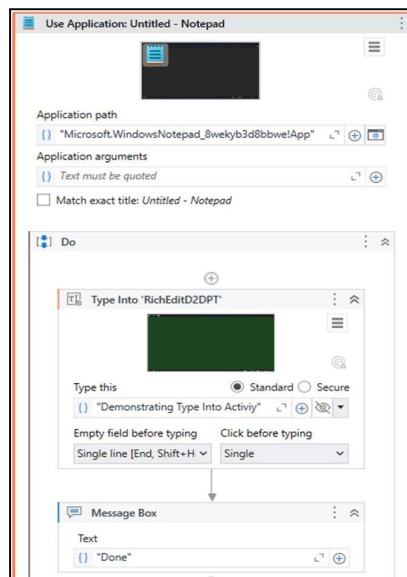 Use Application: Untitled - Notepad
Application path
"Microsoft.WindowsNotepad_8wekyb3d8bbwe!App"
Application arguments
Text must be quoted
Match exact title: Untitled - Notepad
Do
Type Into 'RichEditD2DPT'
Type this
Standard Secure
"Demonstrating Type Into Activiy"
Empty field before typing Click before typing
Single line [End, Shift+H Single
Message Box
Text
"Done"